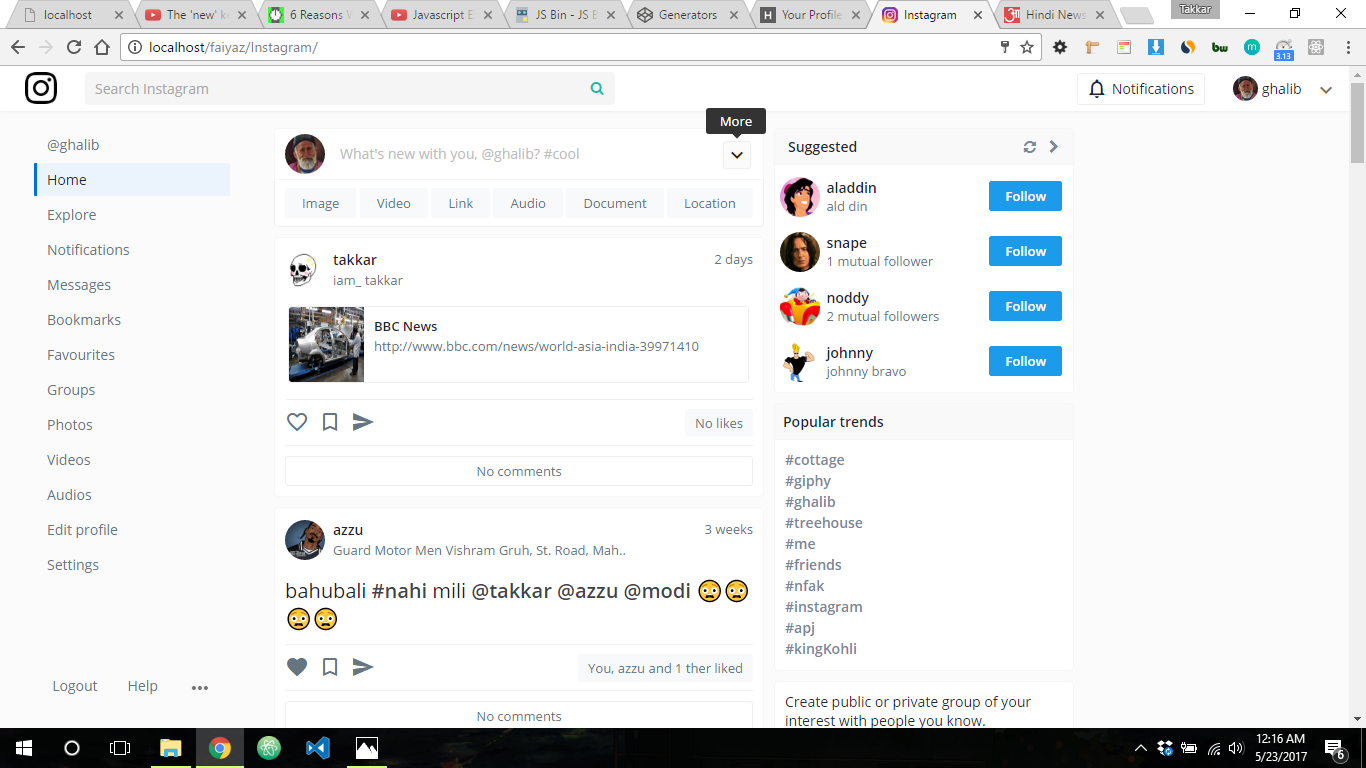 localhost
The 'new' k
6 Reasons V
Javascript E
JS Bin - JS B
Generators
Your Profile
Instagram
Hindi News
Takkar
localhost/faiyaz/Instagram/
bw
m
3.13
Search Instagram
Notifications
ghalib
More
@ghalib
Home
Explore
Notifications
Messages
Bookmarks
Favourites
Groups
Photos
Videos
Audios
Edit profile
Settings
Logout Help
What's new with you, @ghalib? #cool
Image Video Link Audio Document Location
takkar
2 days
iam_ takkar
BBC News
http://www.bbc.com/news/world-asia-india-39971410
No likes
No comments
azzu
3 weeks
Guard Motor Men Vishram Gruh, St. Road, Mah..
bahubali #nahi mili @takkar @azzu @modi 😳😳
😳😳
You, azzu and 1 ther liked
No comments
Suggested
aladdin
ald din
Follow
snape
1 mutual follower
Follow
noddy
2 mutual followers
Follow
johnny
johnny bravo
Follow
Popular trends
#cottage
#giphy
#ghalib
#treehouse
#me
#friends
#nfak
#instagram
#apj
#kingKohli
Create public or private group of your
interest with people you know.
12:16 AM
5/23/2017
6